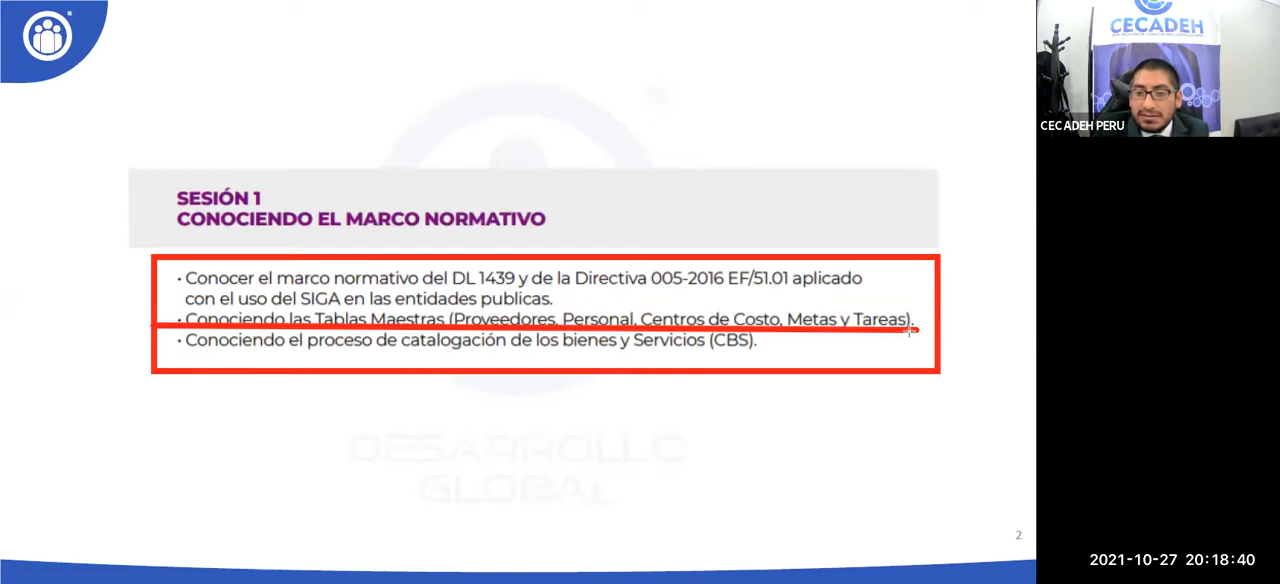 CECADEH
CECADEH PERU
SESIÓN 1
CONOCIENDO EL MARCO NORMATIVO
• Conocer el marco normativo del DL 1439 y de la Directiva 005-2016 EF/51.01 aplicado
con el uso del SIGA en las entidades publicas.
• Conociendo las Tablas Maestras (Proveedores, Personal, Centros de Costo, Metas y Tareas).
• Conociendo el proceso de catalogación de los bienes y Servicios (CBS).
DESARROLLO
GLOBAL
2
2021-10-27 20:18:40